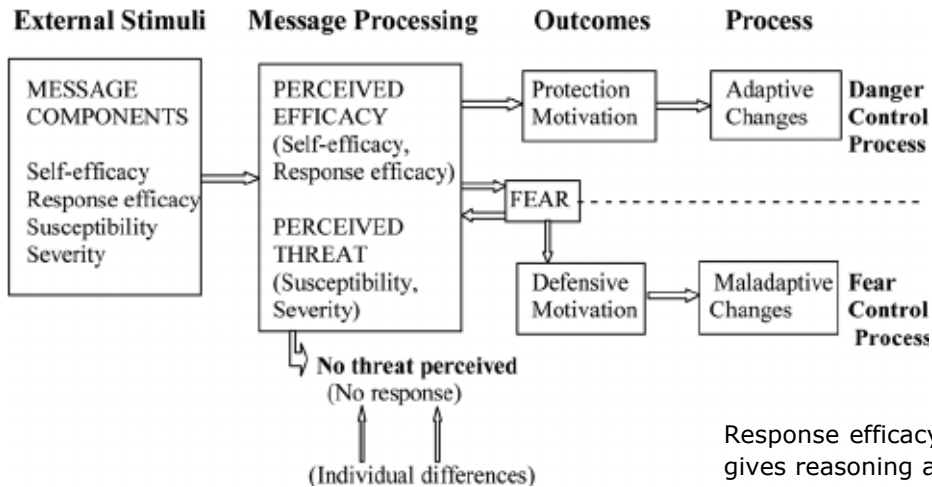 External Stimuli
Message Processing
Outcomes
Process
MESSAGE
COMPONENTS
Self-efficacy
Response efficacy
Susceptibility
Severity
PERCEIVED
EFFICACY
(Self-efficacy,
Response efficacy)
PERCEIVED
THREAT
(Susceptibility,
Severity)
Protection
Motivation
Adaptive
Changes
Danger
Control
Process
FEAR
Defensive
Motivation
Maladaptive
Changes
Fear
Control
Process
No threat perceived
(No response)
(Individual differences)
Response efficacy
gives reasoning a